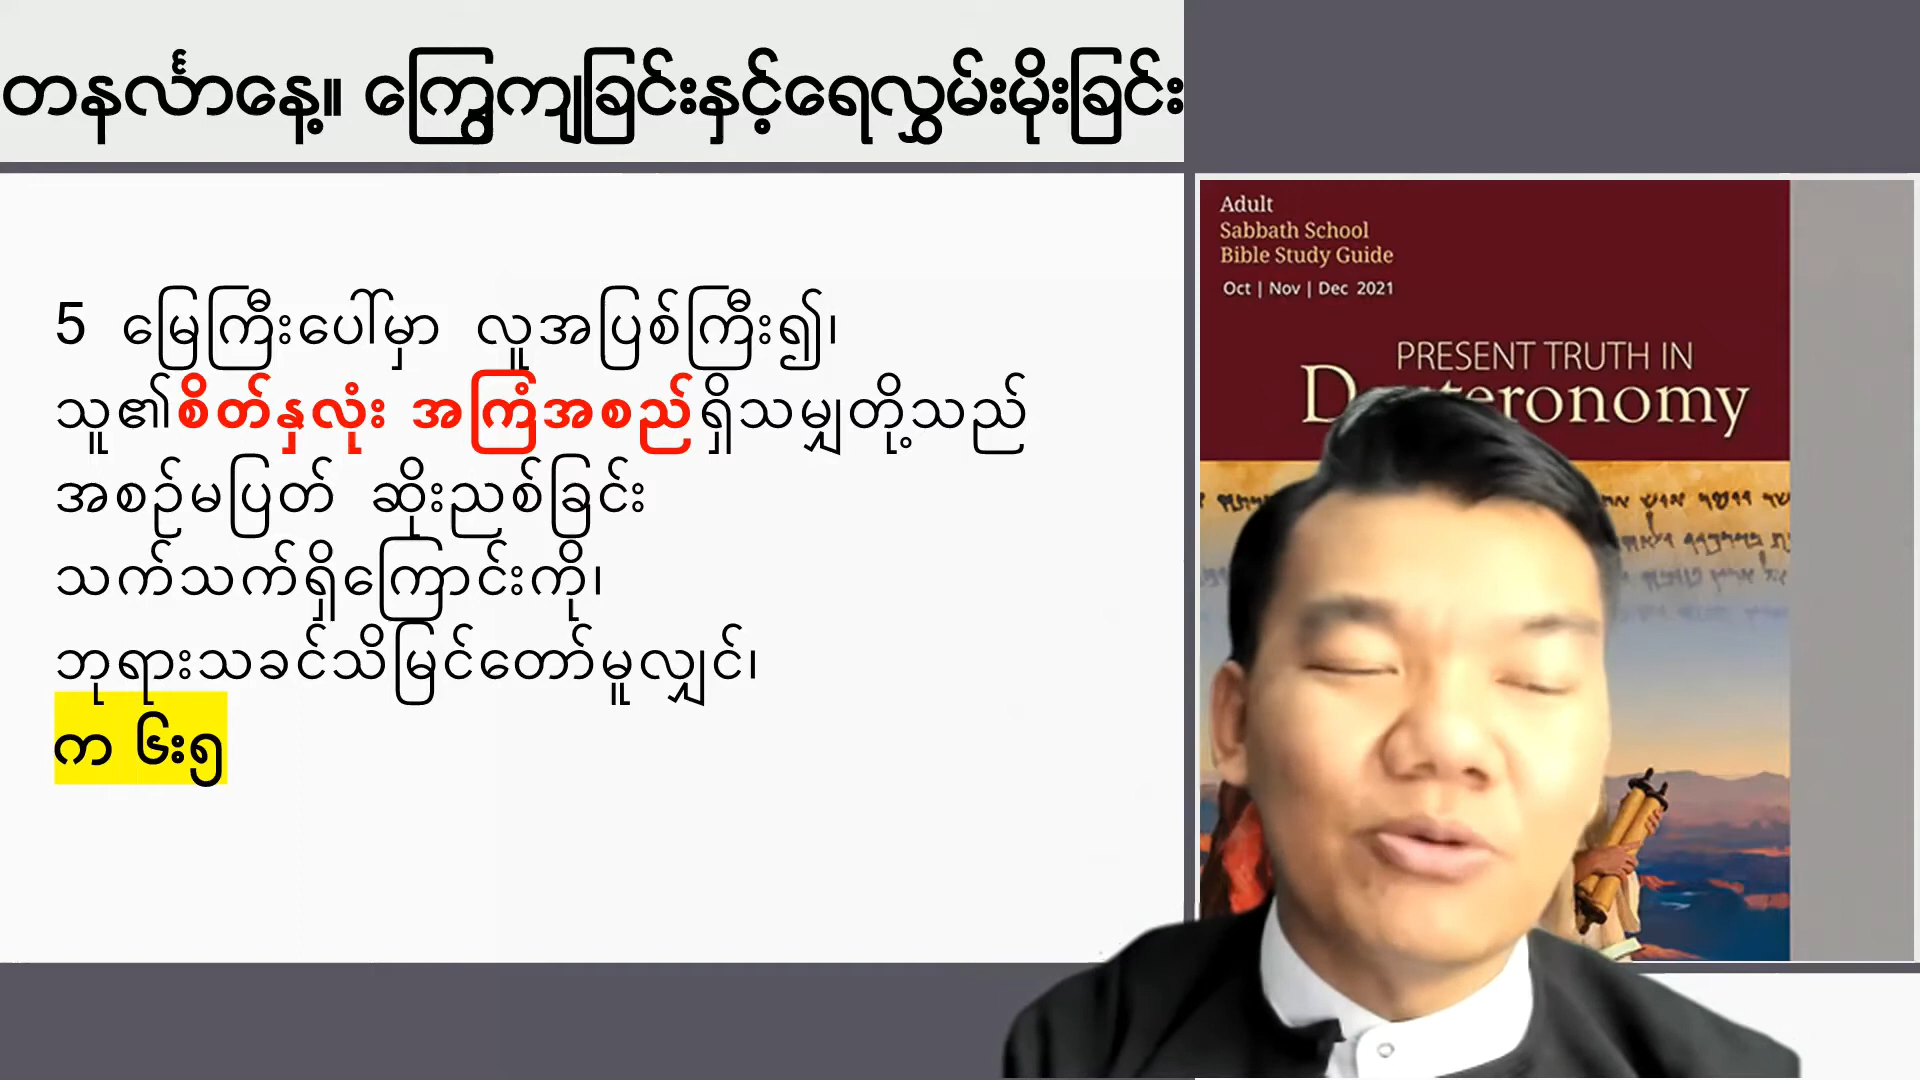 တနင်္လာနေ့။ ကြွေကျခြင်းနှင့်ရေလွှမ်းမိုးခြင်း
5 မြေကြီးပေါ်မှာ လူအပြစ်ကြီး၍၊
သူ၏စိတ်နှလုံး အကြံအစည်ရှိသမျှတို့သည်
အစဉ်မပြတ် ဆိုးညစ်ခြင်း
သက်သက်ရှိကြောင်းကို၊
ဘုရားသခင်သိမြင်တော်မူလျှင်၊
က ၆း၅
Adult
Sabbath School
Bible Study Guide
Oct | Nov | Dec 2021
PRESENT TRUTH IN